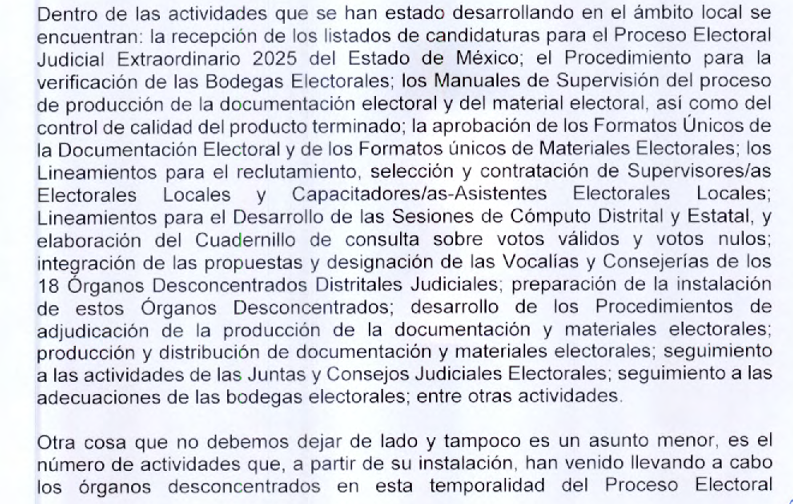 Dentro de las actividades que se han estado desarrollando en el ámbito local se
encuentran: la recepción de los listados de candidaturas para el Proceso Electoral
Judicial Extraordinario 2025 del Estado de México; el Procedimiento para la
verificación de las Bodegas Electorales; los Manuales de Supervisión del proceso
de producción de la documentación electoral y del material electoral, así como del
control de calidad del producto terminado; la aprobación de los Formatos Únicos de
la Documentación Electoral y de los Formatos únicos de Materiales Electorales; los
Lineamientos para el reclutamiento, selección y contratación de Supervisores/as
Electorales Locales y Capacitadores/as-Asistentes Electorales Locales;
Lineamientos para el Desarrollo de las Sesiones de Cómputo Distrital y Estatal, y
elaboración del Cuadernillo de consulta sobre votos válidos y votos nulos;
integración de las propuestas y designación de las Vocalías y Consejerías de los
18 Órganos Desconcentrados Distritales Judiciales; preparación de la instalación
de estos Órganos Desconcentrados; desarrollo de los Procedimientos de
adjudicación de la producción de la documentación y materiales electorales;
producción y distribución de documentación y materiales electorales; seguimiento
a las actividades de las Juntas y Consejos Judiciales Electorales; seguimiento a las
adecuaciones de las bodegas electorales; entre otras actividades.
Otra cosa que no debemos dejar de lado y tampoco es un asunto menor, es el
número de actividades que, a partir de su instalación, han venido llevando a cabo
los órganos desconcentrados en esta temporalidad del Proceso Electoral